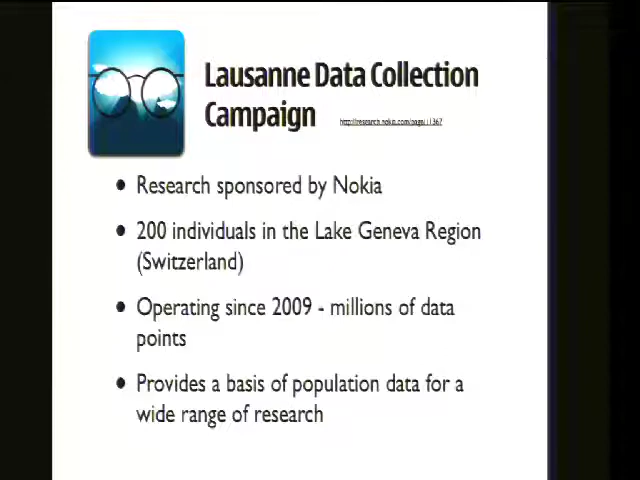 Lausanne Data Collection
Campaign
• Research sponsored by Nokia
• 200 individuals in the Lake Geneva Region
(Switzerland)
• Operating since 2009 - millions of data
points
• Provides a basis of population data for a
wide range of research